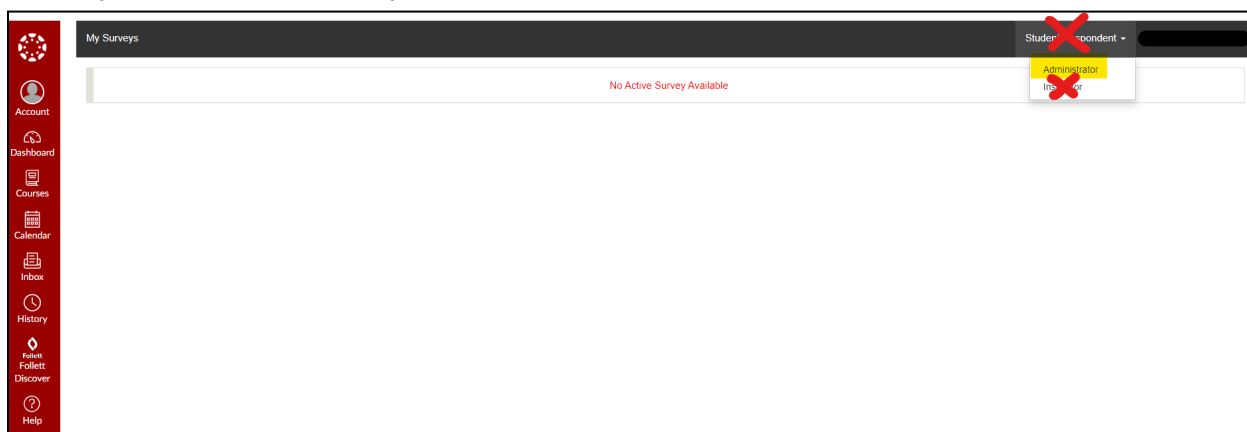 My Surveys
Administrator
No Active Survey Available
Account
Dashboard
Courses
Calendar
Inbox
History
Follett
Follett
Discover
Help